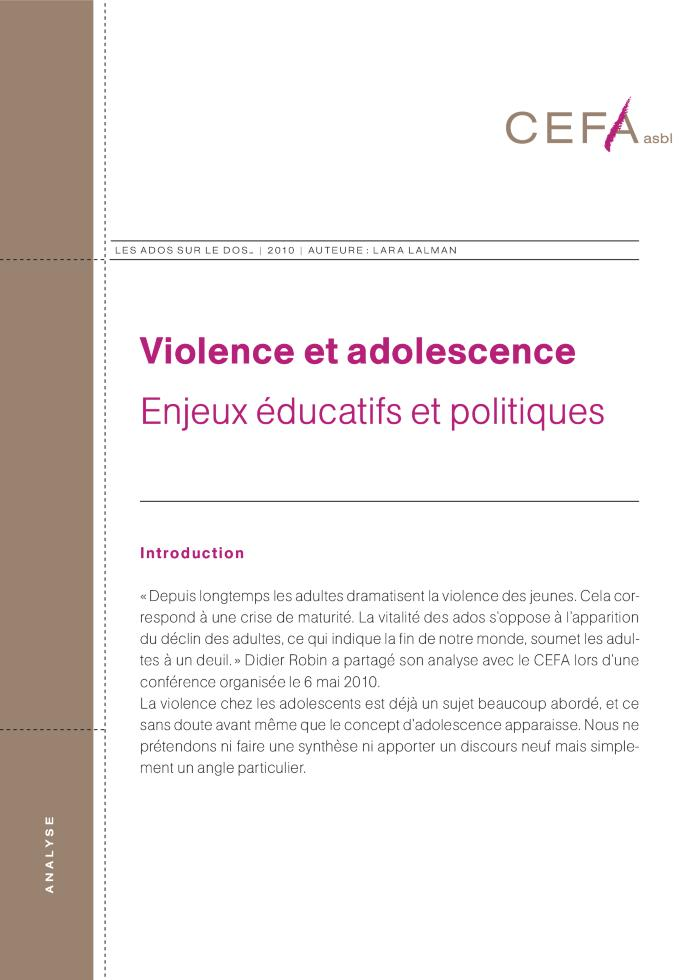 CEFA asbl
LES ADOS SUR LE DOS… | 2010 | AUTEURE : LARA LALMAN
Violence et adolescence
Enjeux éducatifs et politiques
Introduction
« Depuis longtemps les adultes dramatisent la violence des jeunes. Cela cor-
respond à une crise de maturité. La vitalité des ados s’oppose à l’apparition
du déclin des adultes, ce qui indique la fin de notre monde, soumet les adul-
tes à un deuil. » Didier Robin a partagé son analyse avec le CEFA lors d’une
conférence organisée le 6 mai 2010.
La violence chez les adolescents est déjà un sujet beaucoup abordé, et ce
sans doute avant même que le concept d’adolescence apparaisse. Nous ne
prétendons ni faire une synthèse ni apporter un discours neuf mais simple-
ment un angle particulier.
ANALYSE